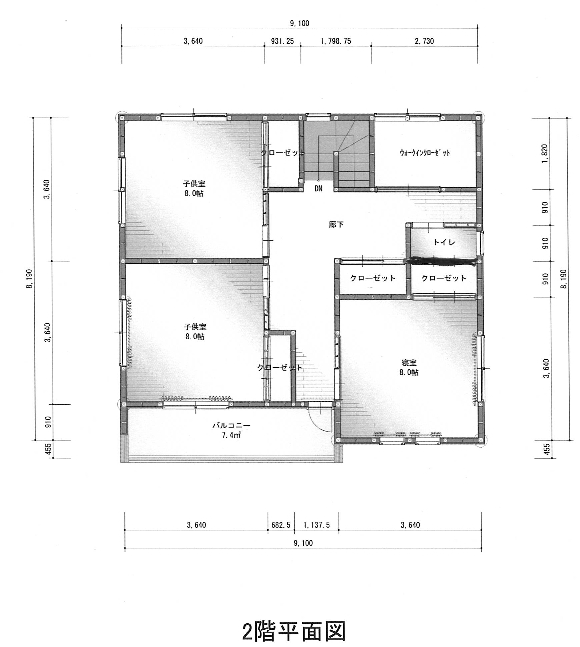 9,100
3,640 931.25 1,798.75 2,730
クローゼット
ウォークインクローゼット
子供室
8.0帖
DN
廊下
トイレ
クローゼット クローゼット
子供室
8.0帖
クローゼット
寝室
8.0帖
バルコニー
7.4㎡
8,190
3,640
3,640
910
455
1,820
910
910
910
3,640
455
8,190
3,640 682.5 1,137.5 3,640
9,100
2階平面図